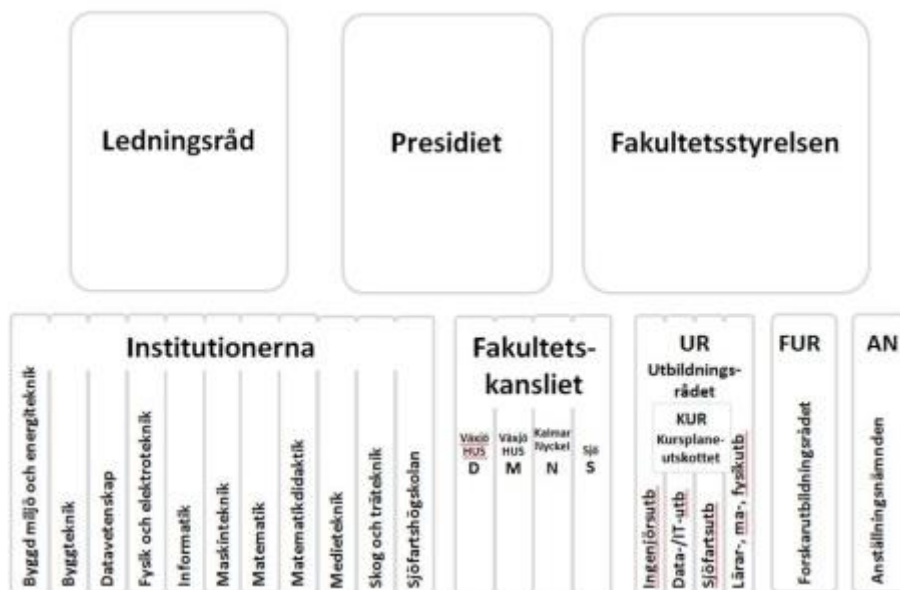 Ledningsråd
Presidiet
Fakultetsstyrelsen
Institutionerna
Byggd miljö och energiteknik
Byggteknik
Datavetenskap
Fysik och elektroteknik
Informatik
Maskinteknik
Matematik
Matematikdidaktik
Medieteknik
Skog och träteknik
Sjöfartshögskolan
Fakultets-
kansliet
Växjö
HUS
D
Växjö
HUS
M
Kalmar
Nyckel
N
Sjö
S
UR
Utbildnings-
rådet
KUR
Kursplane-
utskottet
Ingenjörsutb
Data-/IT-utb
Sjöfartsutb
Lärar-, ma-, fysikutb
FUR
Forskarutbildningsrådet
AN
Anställningsnämnden